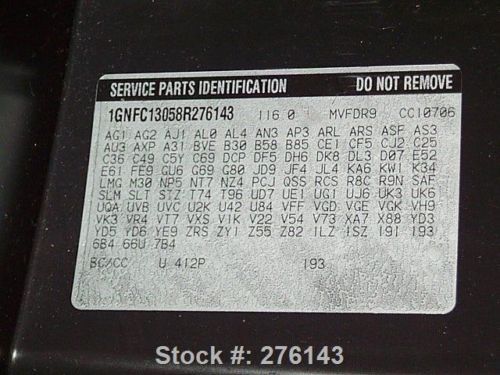 SERVICE PARTS IDENTIFICATION DO NOT REMOVE
1GNFC13058R276143 116.0 MVFDR9 CC10706
AG1 AG2 AJ1 AL0 AL4 AN3 AP3 ARL ARS ASF AS3
AU3 AXP A31 BVE B30 B58 B85 CE1 CF5 CJ2 C25
C36 C49 C5Y C69 DCP DF5 DH6 DK8 DL3 D07 E52
E61 FE9 GU6 G69 G80 JD9 JF4 JL4 KA6 KW1 K34
LMG M30 NP5 NT7 NZ4 PCJ QSS RCS R8C R9N SAF
SLM SLT STZ T74 T96 UD7 UE1 UG1 UJ6 UK3 UK6
UQA UVB UVC U2K U42 U84 VFF VGD VGE VGK VH9
VK3 VR4 VT7 VXS V1K V22 V54 V73 XA7 X88 YD3
YD5 YD6 YE9 ZRS ZY1 Z55 Z82 1LZ 1SZ 191 193
6B4 66U 7B4
BC/CC U 412P 193
Stock #: 276143